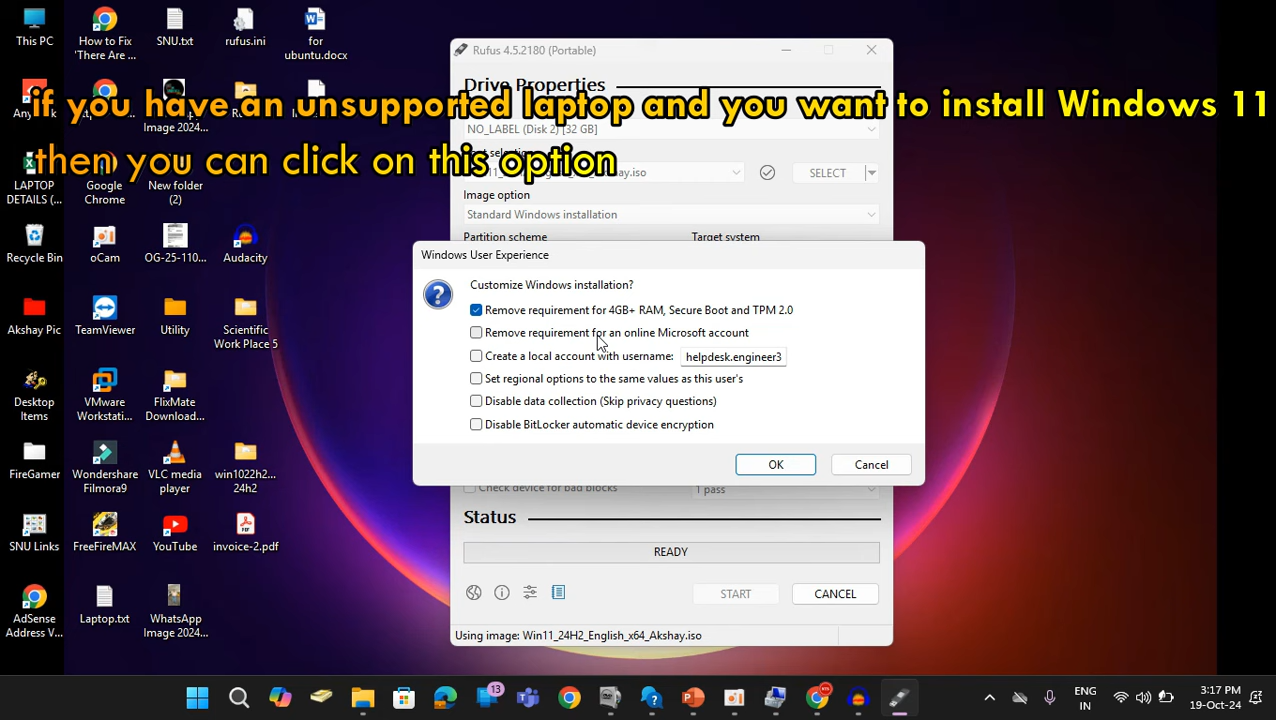 if you have an unsupported laptop and you want to install Windows 11
then you can click on this option
This PC
How to Fix
'There Are ...
SNU.txt
rufus.ini
for
ubuntu.docx
Image 2024...
LAPTOP
DETAILS (...
Google
Chrome
New folder
(2)
Recycle Bin
oCam
OG-25-110...
Audacity
Akshay Pic
TeamViewer
Utility
Scientific
Work Place 5
Desktop
Items
VMware
Workstati...
FlixMate
Download...
FireGamer
Wondershare
Filmora9
VLC media
player
win1022h2...
24h2
SNU Links
FreeFireMAX
YouTube
invoice-2.pdf
AdSense
Address V...
Laptop.txt
WhatsApp
Image 2024...
Rufus 4.5.2180 (Portable)
Drive Properties
NO_LABEL (Disk 2) [32 GB]
SELECT
Image option
Standard Windows installation
Partition scheme
Target system
Windows User Experience
Customize Windows installation?
Remove requirement for 4GB+ RAM, Secure Boot and TPM 2.0
Remove requirement for an online Microsoft account
Create a local account with username: helpdesk.engineer3
Set regional options to the same values as this user's
Disable data collection (Skip privacy questions)
Disable BitLocker automatic device encryption
OK
Cancel
Check device for bad blocks
1 pass
Status
READY
START
CANCEL
Using image: Win11_24H2_English_x64_Akshay.iso
13
ENG
IN
3:17 PM
19-Oct-24